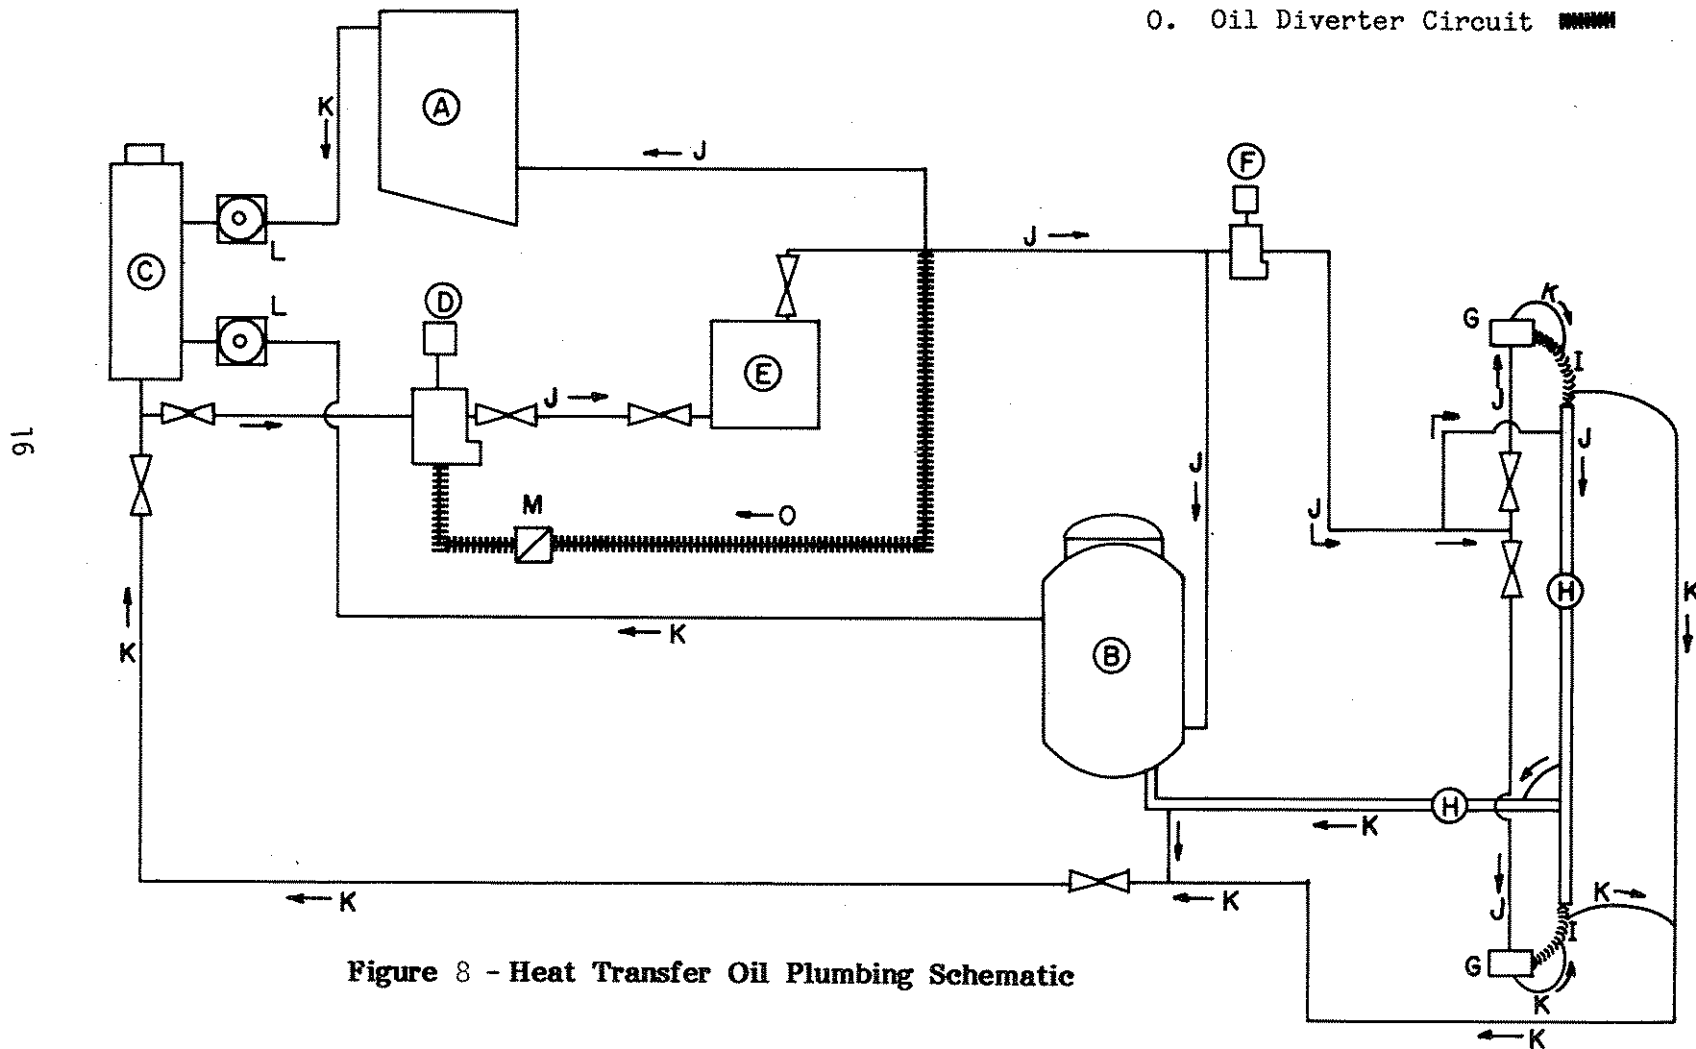 O. Oil Diverter Circuit
A
K
J
F
L
C
J
L
D
K
G
I
E
J
J
J
16
J
M
O
J
H
K
K
K
B
H
K
K
K
K
J
I
G
Figure 8 - Heat Transfer Oil Plumbing Schematic
K
K